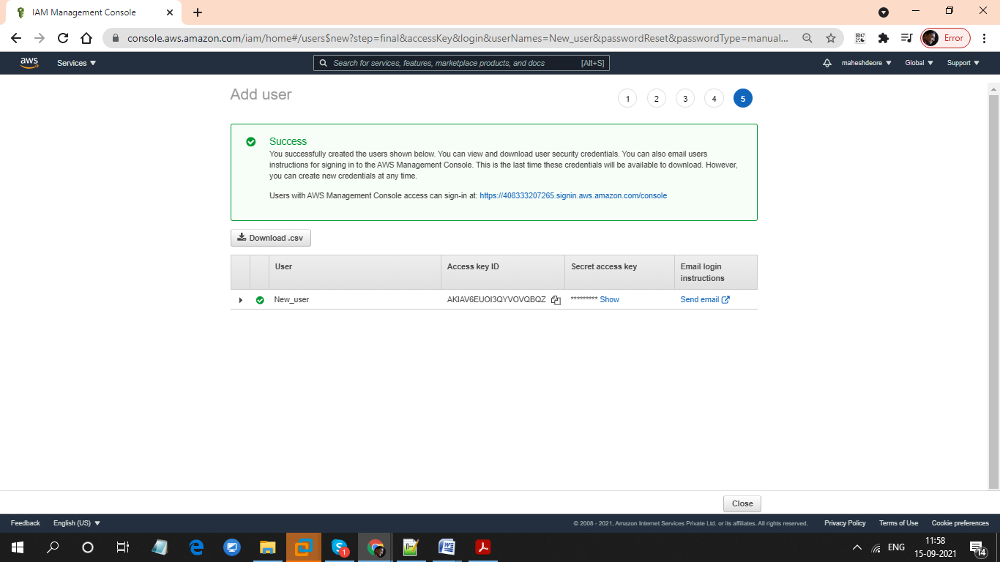 IAM Management Console
console.aws.amazon.com/iam/home#/users$new?step=final&accessKey&login&userNames=New_user&passwordReset&passwordType=manual...
Error
aws
Services
Search for services, features, marketplace products, and docs
[Alt+S]
maheshdeore
Global
Support
Add user
1 2 3 4 5
Success
You successfully created the users shown below. You can view and download user security credentials. You can also email users
instructions for signing in to the AWS Management Console. This is the last time these credentials will be available to download. However,
you can create new credentials at any time.
Users with AWS Management Console access can sign-in at: https://408333207265.signin.aws.amazon.com/console
Download .csv
User
Access key ID
Secret access key
Email login
instructions
New_user
AKIAV6EUOI3QYVOVQBQZ
********* Show
Send email
Close
Feedback
English (US)
© 2008 - 2021, Amazon Internet Services Private Ltd. or its affiliates. All rights reserved.
Privacy Policy
Terms of Use
Cookie preferences
1
ENG
11:58
15-09-2021
14